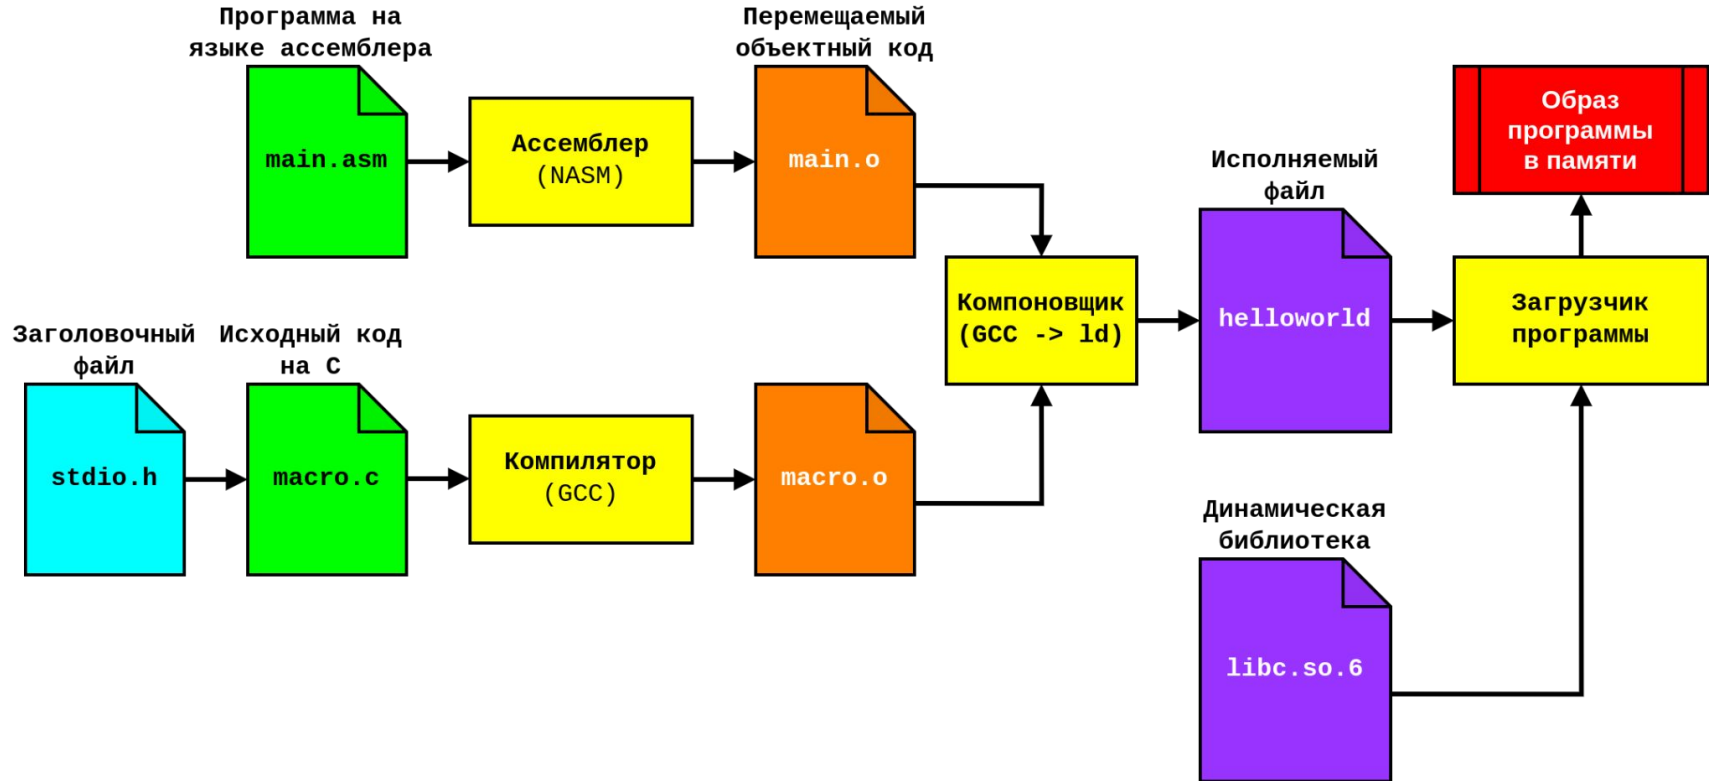 Программа на
языке ассемблера
main.asm
Ассемблер
(NASM)
Перемещаемый
объектный код
main.o
Заголовочный
файл
stdio.h
Исходный код
на C
macro.c
Компилятор
(GCC)
macro.o
Компоновщик
(GCC -> ld)
Исполняемый
файл
helloworld
Образ
программы
в памяти
Загрузчик
программы
Динамическая
библиотека
libc.so.6